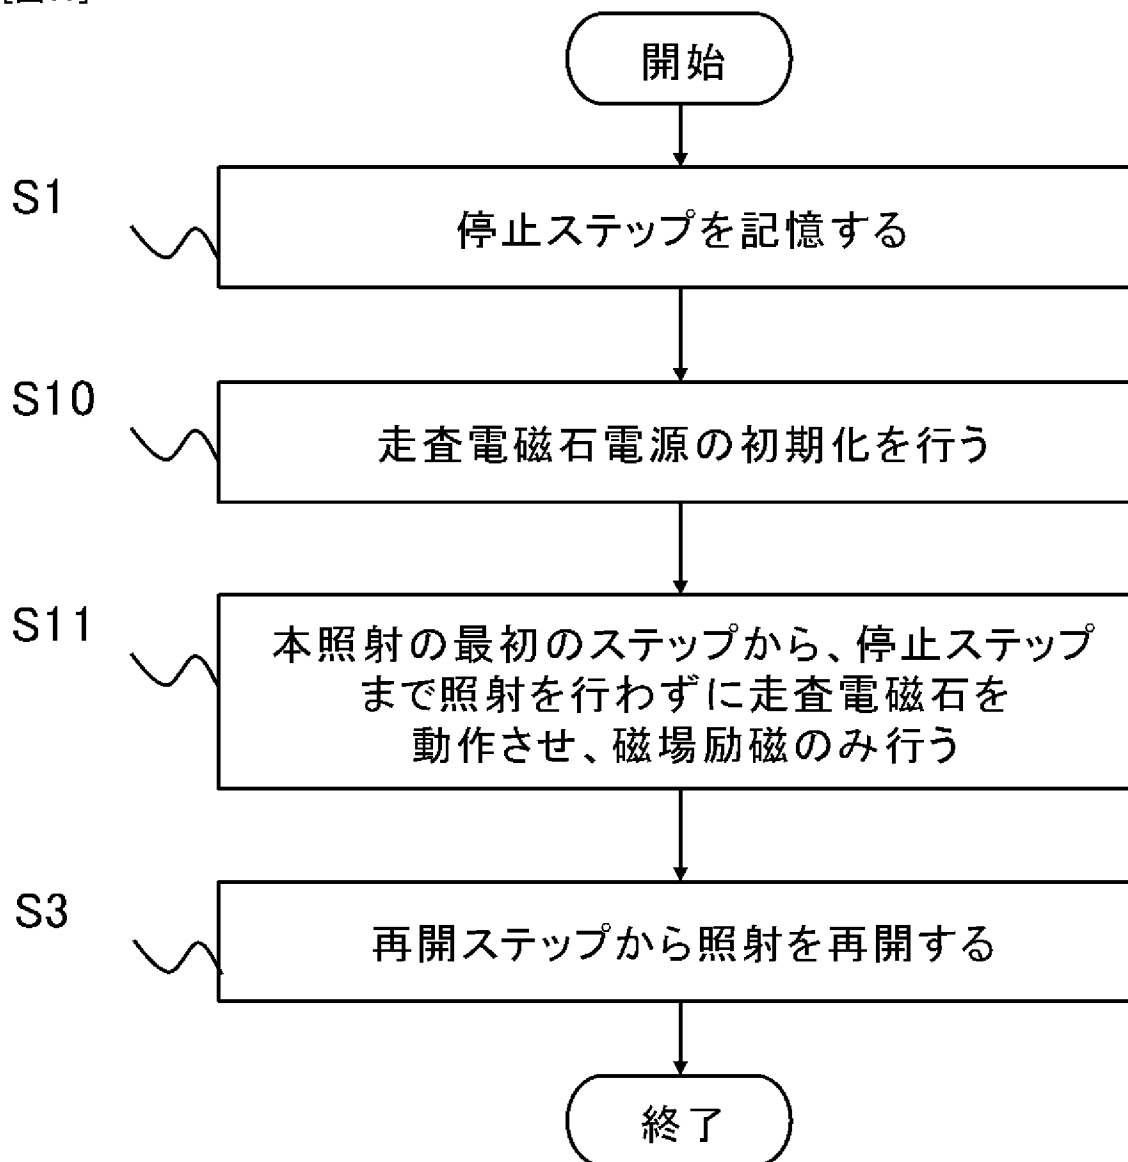 開始
S1
停止ステップを記憶する
S10
走査電磁石電源の初期化を行う
S11
本照射の最初のステップから、停止ステップ
まで照射を行わずに走査電磁石を
動作させ、磁場励磁のみ行う
S3
再開ステップから照射を再開する
終了